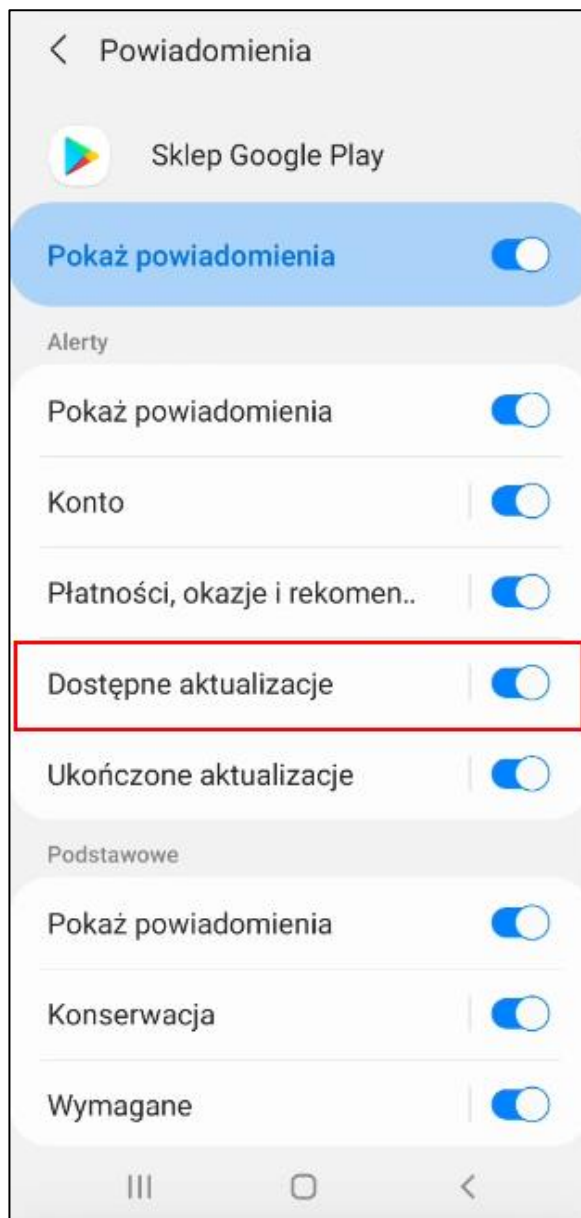 Powiadomienia
Sklep Google Play
Pokaż powiadomienia
Alerty
Pokaż powiadomienia
Konto
Płatności, okazje i rekomen..
Dostępne aktualizacje
Ukończone aktualizacje
Podstawowe
Pokaż powiadomienia
Konserwacja
Wymagane